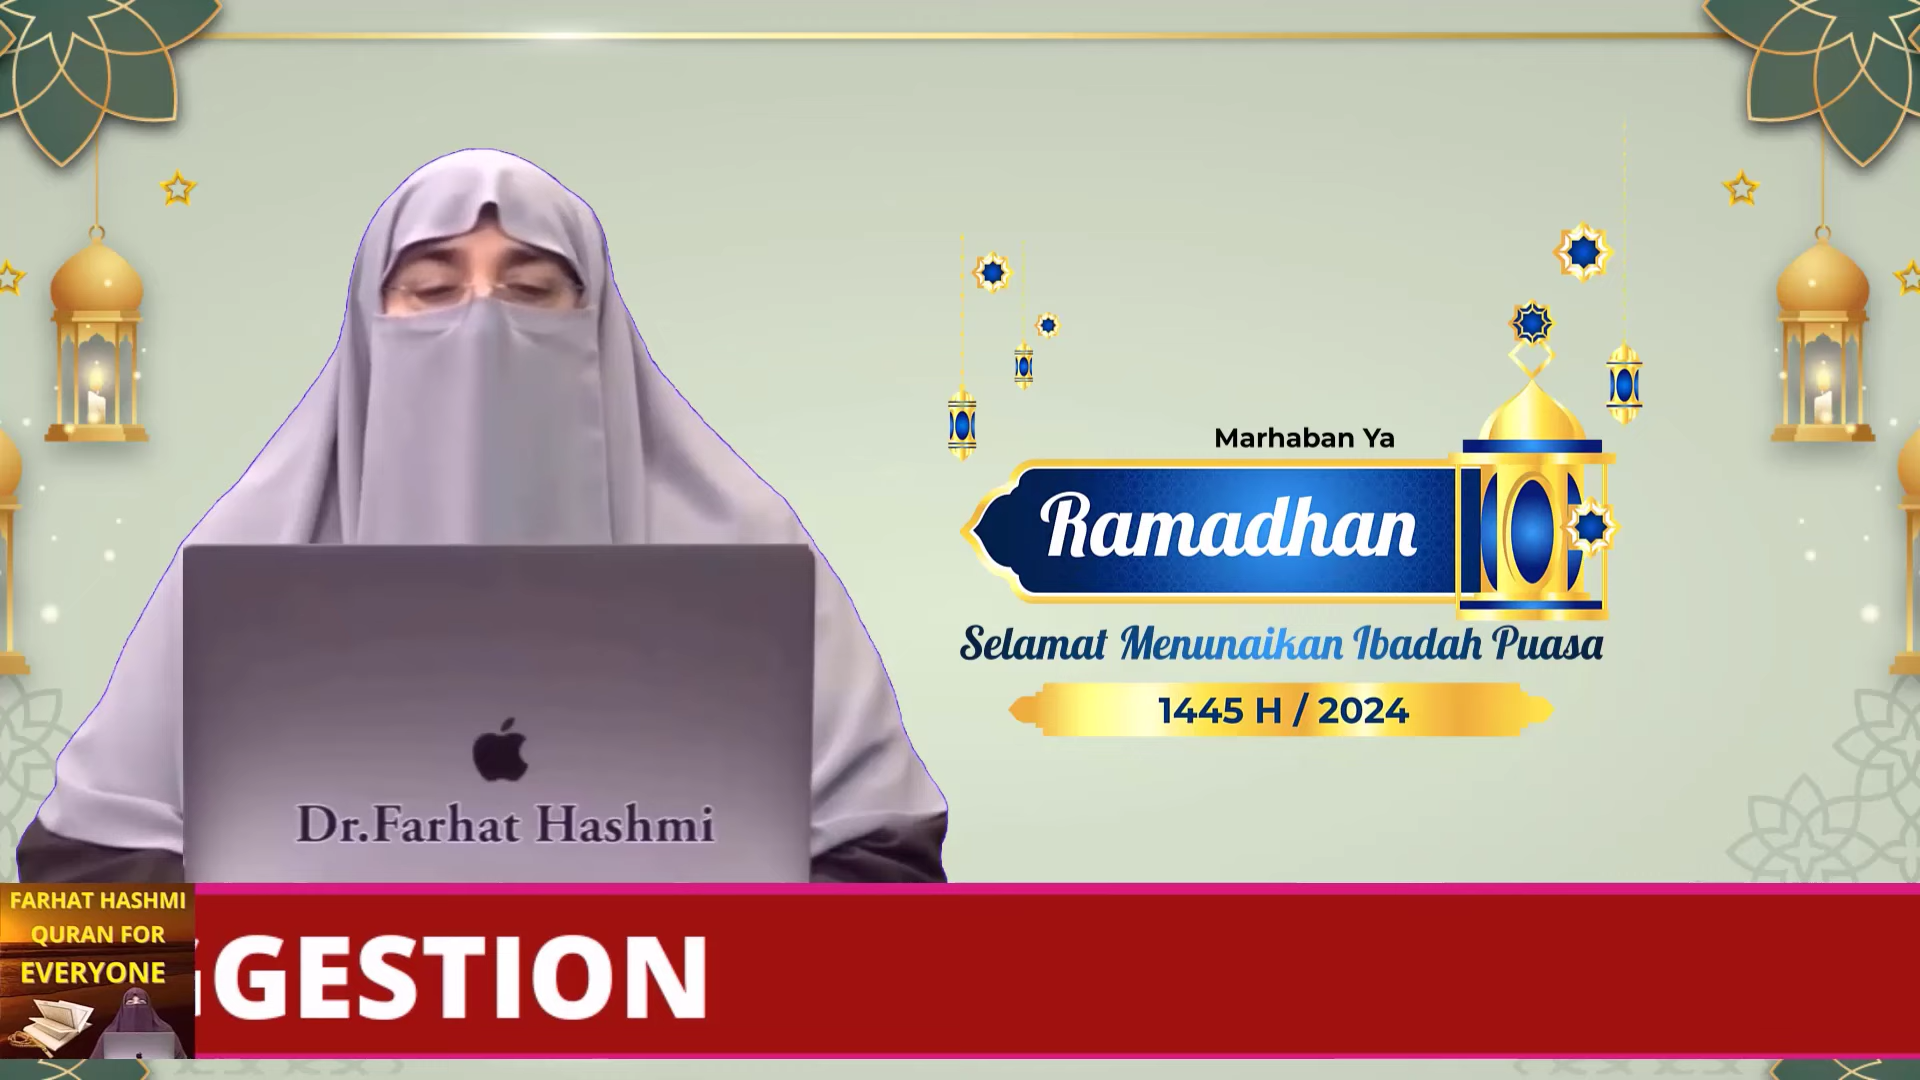 Marhaban Ya
Ramadhan
Selamat Menunaikan Ibadah Puasa
1445 H / 2024
Dr.Farhat Hashmi
FARHAT HASHMI
QURAN FOR
EVERYONE
GESTION